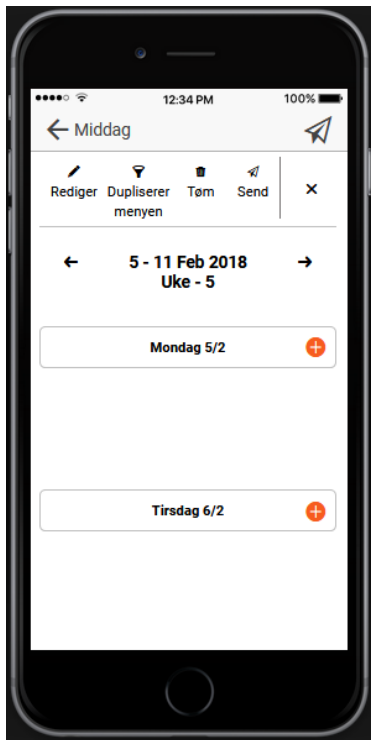 12:34 PM 100%
Middag
Rediger Dupliserer menyen Tøm Send
5 - 11 Feb 2018
Uke - 5
Mondag 5/2
Tirsdag 6/2